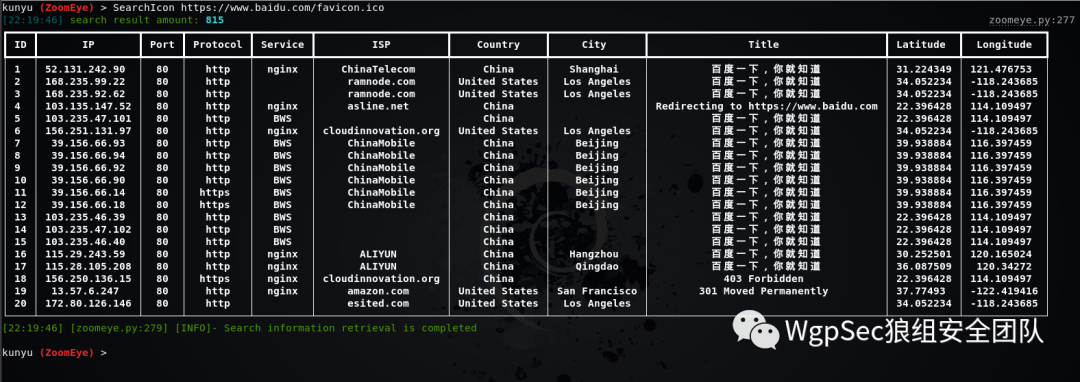 kunyu (ZoomEye) > SearchIcon https://www.baidu.com/favicon.ico
[22:19:46] search result amount: 815 zoomeye.py:277
ID IP Port Protocol Service ISP Country City Title Latitude Longitude
1 52.131.242.90 80 http nginx ChinaTelecom China Shanghai 百度一下，你就知道 31.224349 121.476753
2 168.235.99.22 80 http ramnode.com United States Los Angeles 百度一下，你就知道 34.052234 -118.243685
3 168.235.92.62 80 http ramnode.com United States Los Angeles 百度一下，你就知道 34.052234 -118.243685
4 103.135.147.52 80 http nginx asline.net China Redirecting to https://www.baidu.com 22.396428 114.109497
5 103.235.47.101 80 http BWS China 百度一下，你就知道 22.396428 114.109497
6 156.251.131.97 80 http nginx cloudinnovation.org United States Los Angeles 百度一下，你就知道 34.052234 -118.243685
7 39.156.66.93 80 http BWS ChinaMobile China Beijing 百度一下，你就知道 39.938884 116.397459
8 39.156.66.94 80 http BWS ChinaMobile China Beijing 百度一下，你就知道 39.938884 116.397459
9 39.156.66.92 80 http BWS ChinaMobile China Beijing 百度一下，你就知道 39.938884 116.397459
10 39.156.66.90 80 http BWS ChinaMobile China Beijing 百度一下，你就知道 39.938884 116.397459
11 39.156.66.14 80 https BWS ChinaMobile China Beijing 百度一下，你就知道 39.938884 116.397459
12 39.156.66.18 80 https BWS ChinaMobile China Beijing 百度一下，你就知道 39.938884 116.397459
13 103.235.46.39 80 http BWS China 百度一下，你就知道 22.396428 114.109497
14 103.235.47.102 80 http BWS China 百度一下，你就知道 22.396428 114.109497
15 103.235.46.40 80 http BWS China 百度一下，你就知道 22.396428 114.109497
16 115.29.243.59 80 http nginx ALIYUN China Hangzhou 百度一下，你就知道 30.252501 120.165024
17 115.28.105.208 80 http nginx ALIYUN China Qingdao 百度一下，你就知道 36.087509 120.34272
18 156.250.136.15 80 https nginx cloudinnovation.org China 403 Forbidden 22.396428 114.109497
19 13.57.6.247 80 http nginx amazon.com United States San Francisco 301 Moved Permanently 37.77493 -122.419416
20 172.80.126.146 80 http esited.com United States Los Angeles 34.052234 -118.243685
[22:19:46] [zoomeye.py:279] [INFO]- Search information retrieval is completed
WgpSec狼组安全团队
kunyu (ZoomEye) >